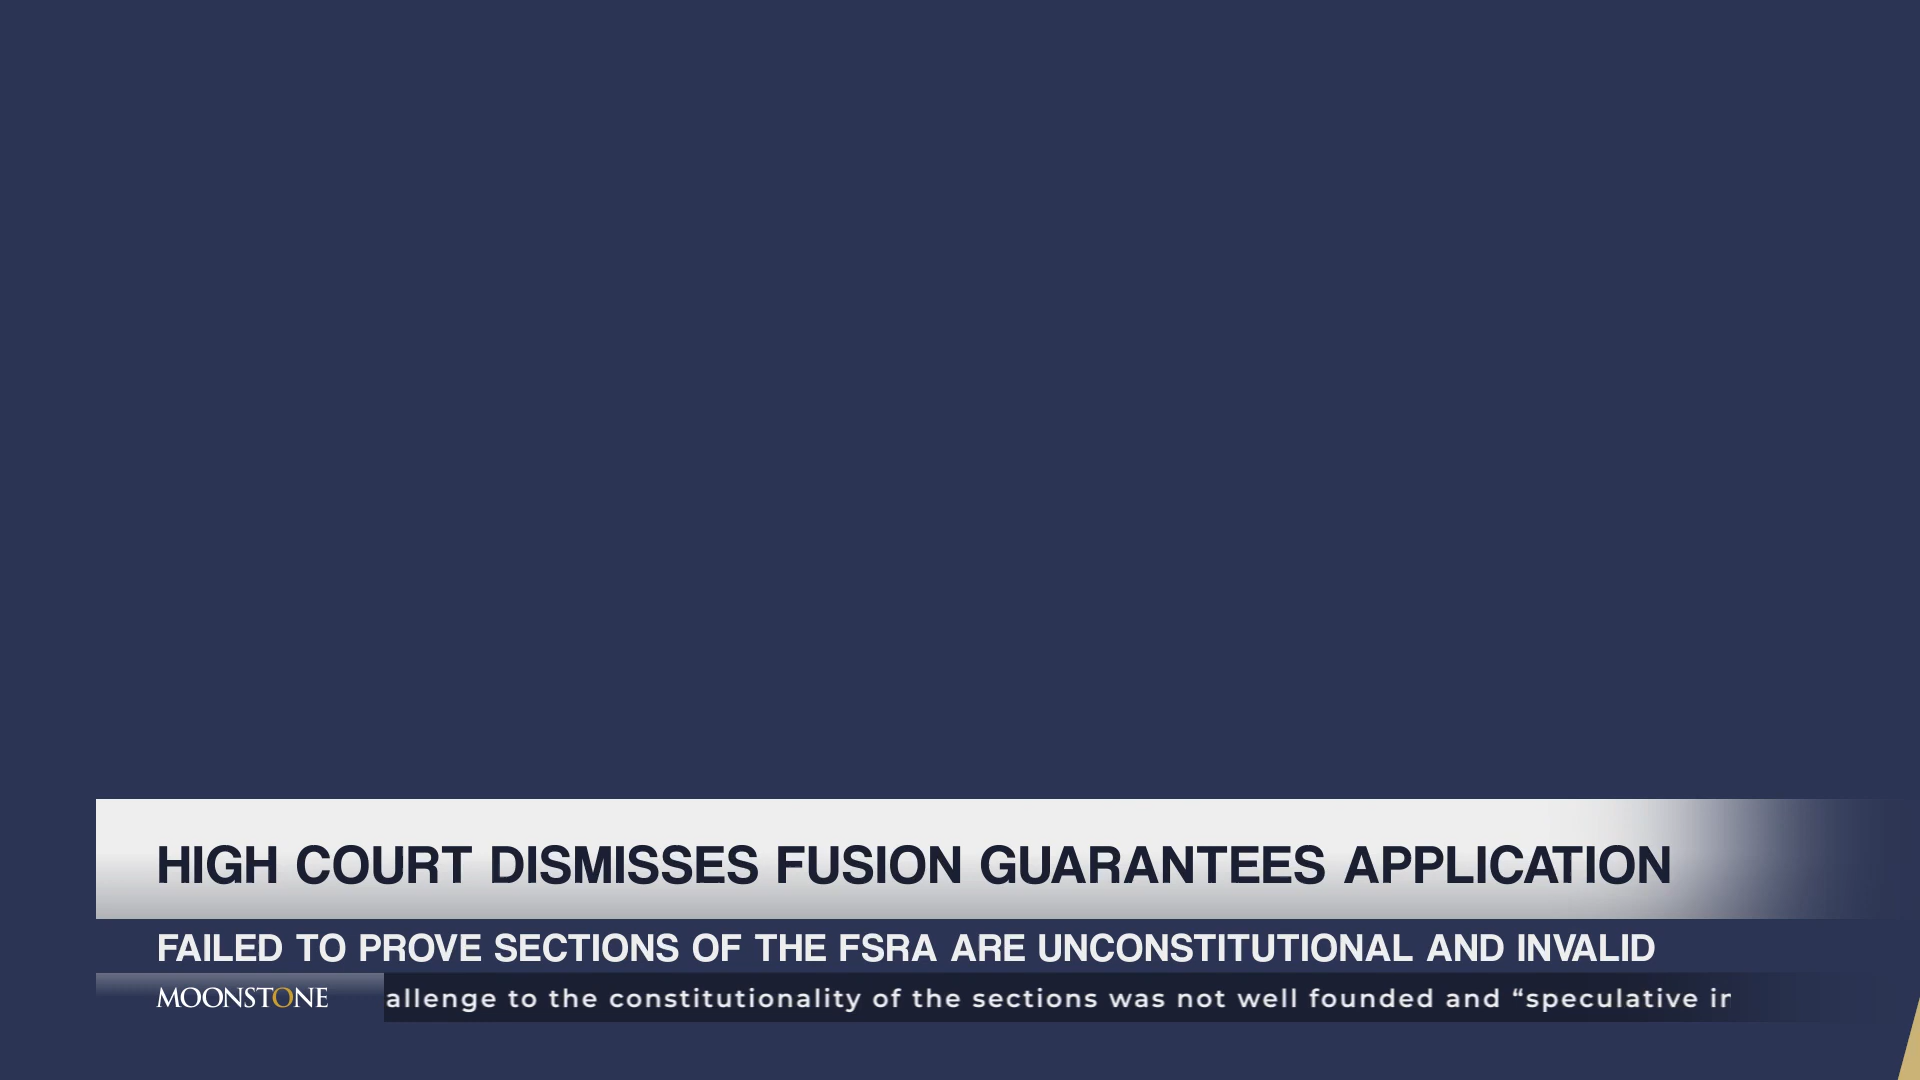 HIGH COURT DISMISSES FUSION GUARANTEES APPLICATION
FAILED TO PROVE SECTIONS OF THE FSRA ARE UNCONSTITUTIONAL AND INVALID
MOONSTONE
allenge to the constitutionality of the sections was not well founded and “speculative